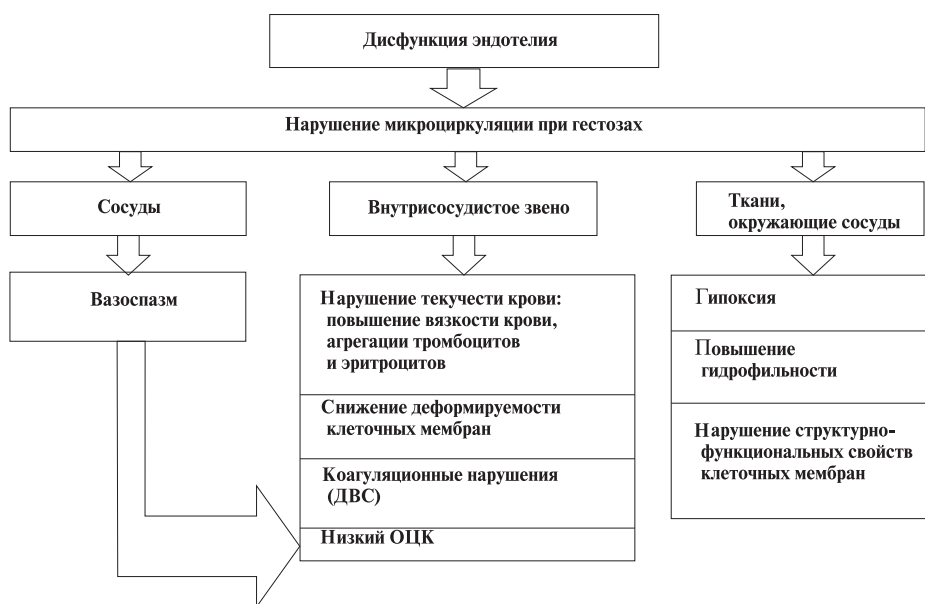 Дисфункция эндотелия
Нарушение микроциркуляции при гестозах
Сосуды
Внутрисосудистое звено
Ткани,
окружающие сосуды
Вазоспазм
Нарушение текучести крови:
повышение вязкости крови,
агрегации тромбоцитов
и эритроцитов
Снижение деформируемости
клеточных мембран
Коагуляционные нарушения
(ДВС)
Низкий ОЦК
Гипоксия
Повышение
гидрофильности
Нарушение структурно-
функциональных свойств
клеточных мембран